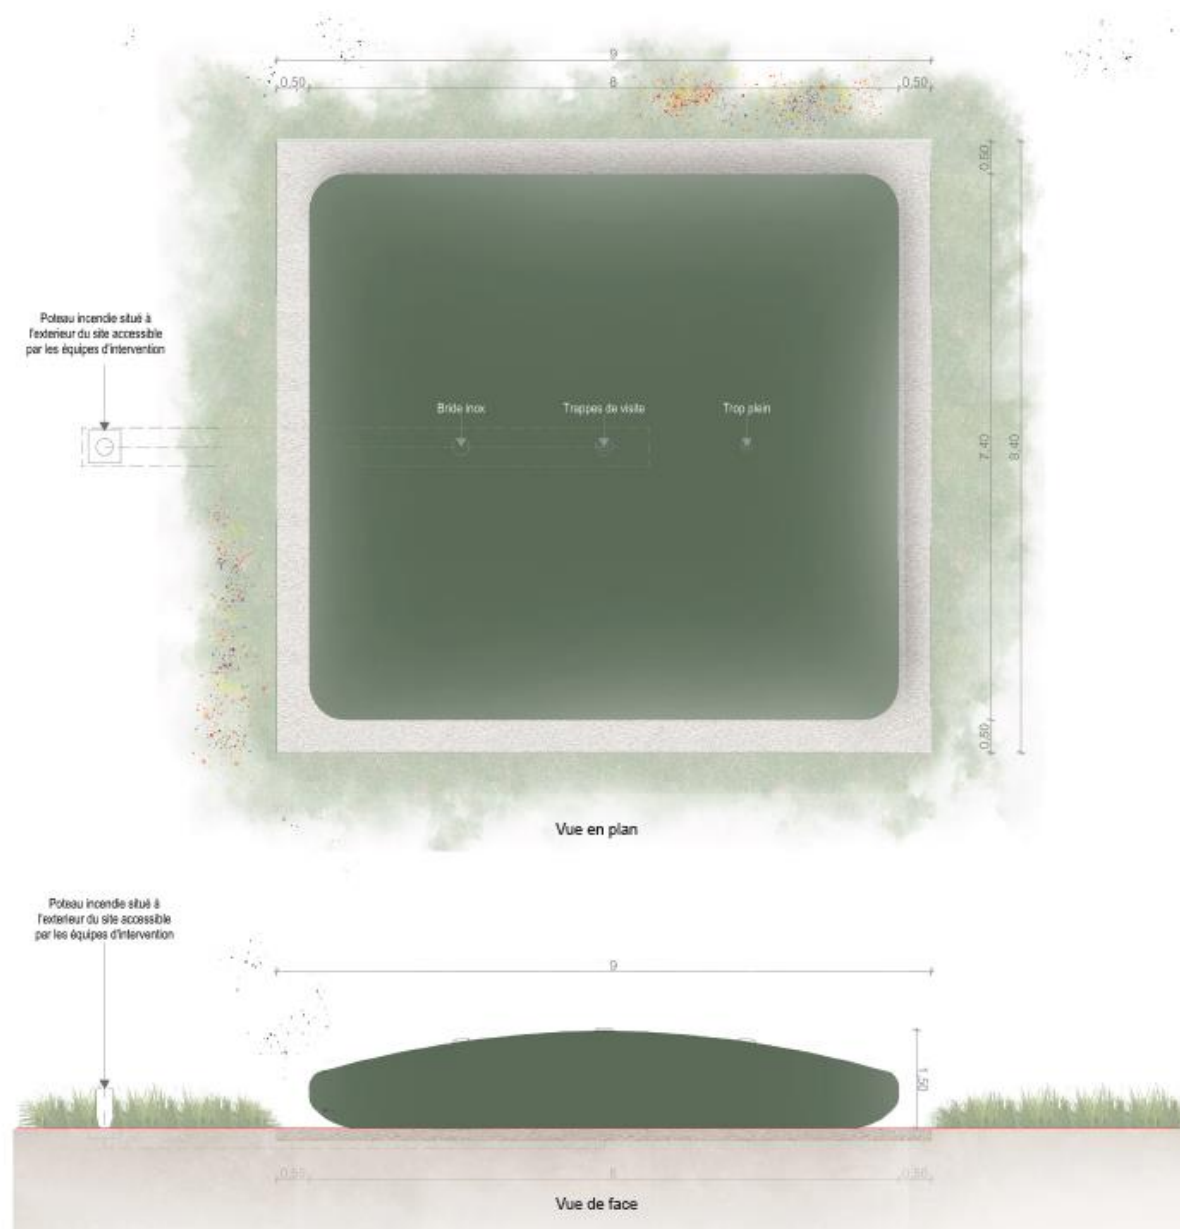 9
0,50 8 0,50
0,50
Poteau incendie situé à
l'exterieur du site accessible
par les équipes d'intervention
Bride inox Trappes de visite Trop plein
7,40 8,40
0,50
Vue en plan
Poteau incendie situé à
l'exterieur du site accessible
par les équipes d'intervention
9
1,50
0,50 8 0,50
Vue de face